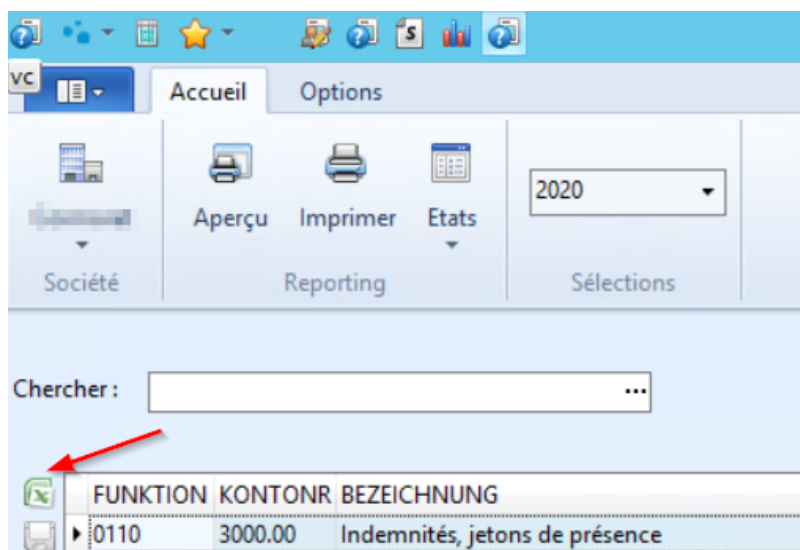 S
VC
Accueil Options
Aperçu Imprimer Etats
2020
Société Reporting Sélections
Chercher : ...
FUNKTION KONTONR BEZEICHNUNG
0110 3000.00 Indemnités, jetons de présence